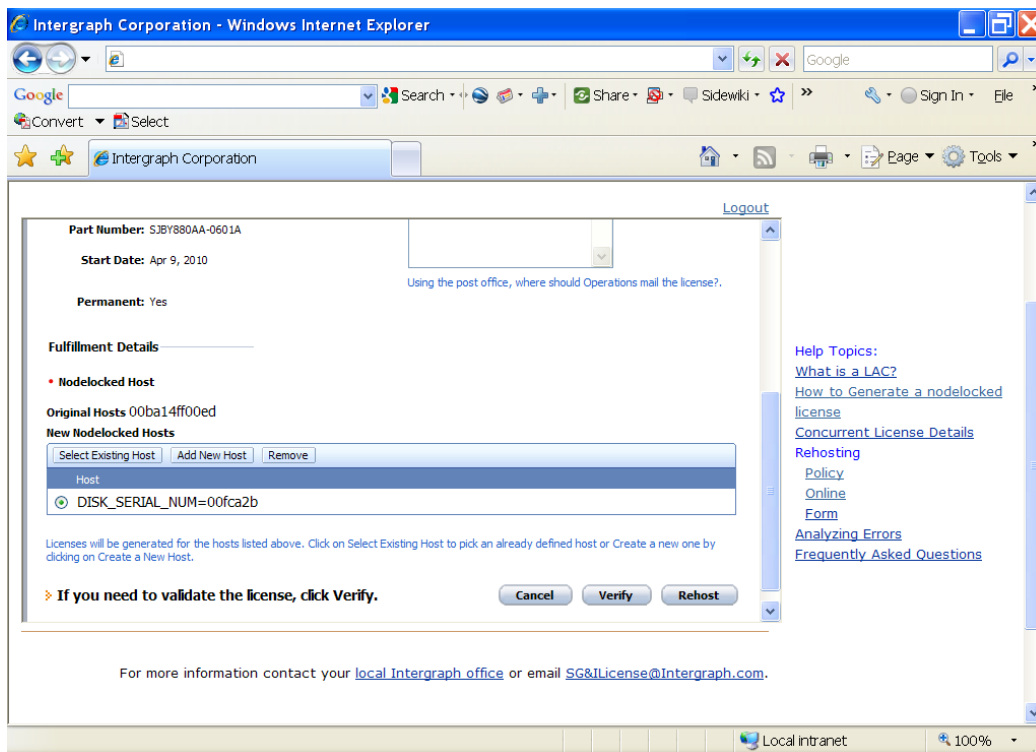 Intergraph Corporation - Windows Internet Explorer
Google
Google Search Share Sidewiki » Sign In File
Convert Select
Intergraph Corporation Page Tools
Logout
Part Number: SJBY880AA-0601A
Start Date: Apr 9, 2010
Using the post office, where should Operations mail the license?.
Permanent: Yes
Fulfillment Details
• Nodelocked Host
Original Hosts 00ba14ff00ed
New Nodelocked Hosts
Select Existing Host Add New Host Remove
Host
DISK_SERIAL_NUM=00fca2b
Licenses will be generated for the hosts listed above. Click on Select Existing Host to pick an already defined host or Create a new one by
clicking on Create a New Host.
If you need to validate the license, click Verify. Cancel Verify Rehost
Help Topics:
What is a LAC?
How to Generate a nodelocked
license
Concurrent License Details
Rehosting
Policy
Online
Form
Analyzing Errors
Frequently Asked Questions
For more information contact your local Intergraph office or email SG&ILicense@Intergraph.com.
Local intranet 100%